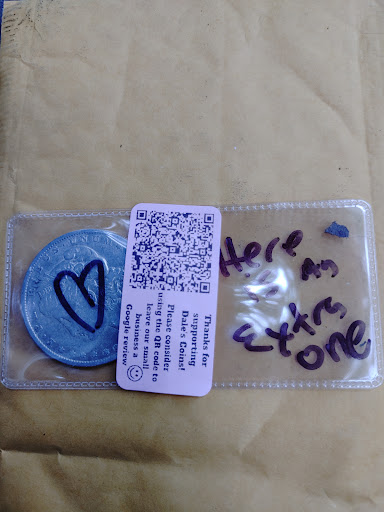 Thanks for
supporting
Dale's Coins!
Please consider
using the QR code to
leave our small
business a
Google review
Here
is an
Extra
one